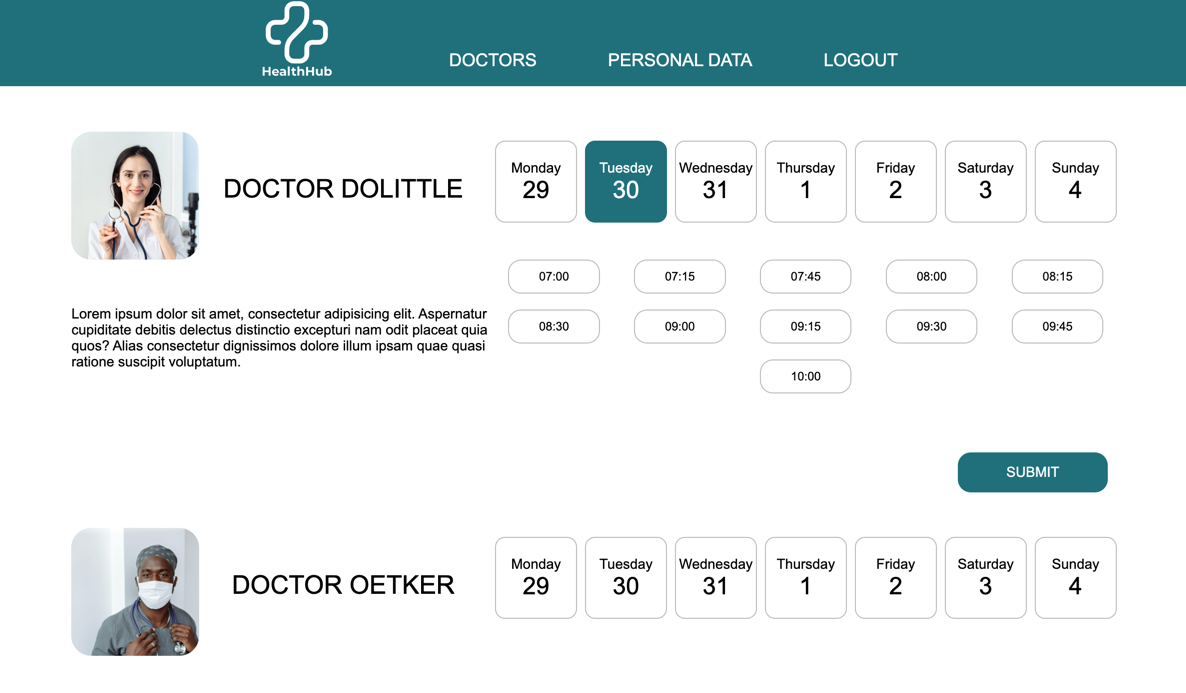 HealthHub
DOCTORS PERSONAL DATA LOGOUT
DOCTOR DOLITTLE
Monday Tuesday Wednesday Thursday Friday Saturday Sunday
29 30 31 1 2 3 4
07:00 07:15 07:45 08:00 08:15
08:30 09:00 09:15 09:30 09:45
10:00
Lorem ipsum dolor sit amet, consectetur adipisicing elit. Aspernatur
cupiditate debitis delectus distinctio excepturi nam odit placeat quia
quos? Alias consectetur dignissimos dolore illum ipsam quae quasi
ratione suscipit voluptatum.
SUBMIT
DOCTOR OETKER
Monday Tuesday Wednesday Thursday Friday Saturday Sunday
29 30 31 1 2 3 4